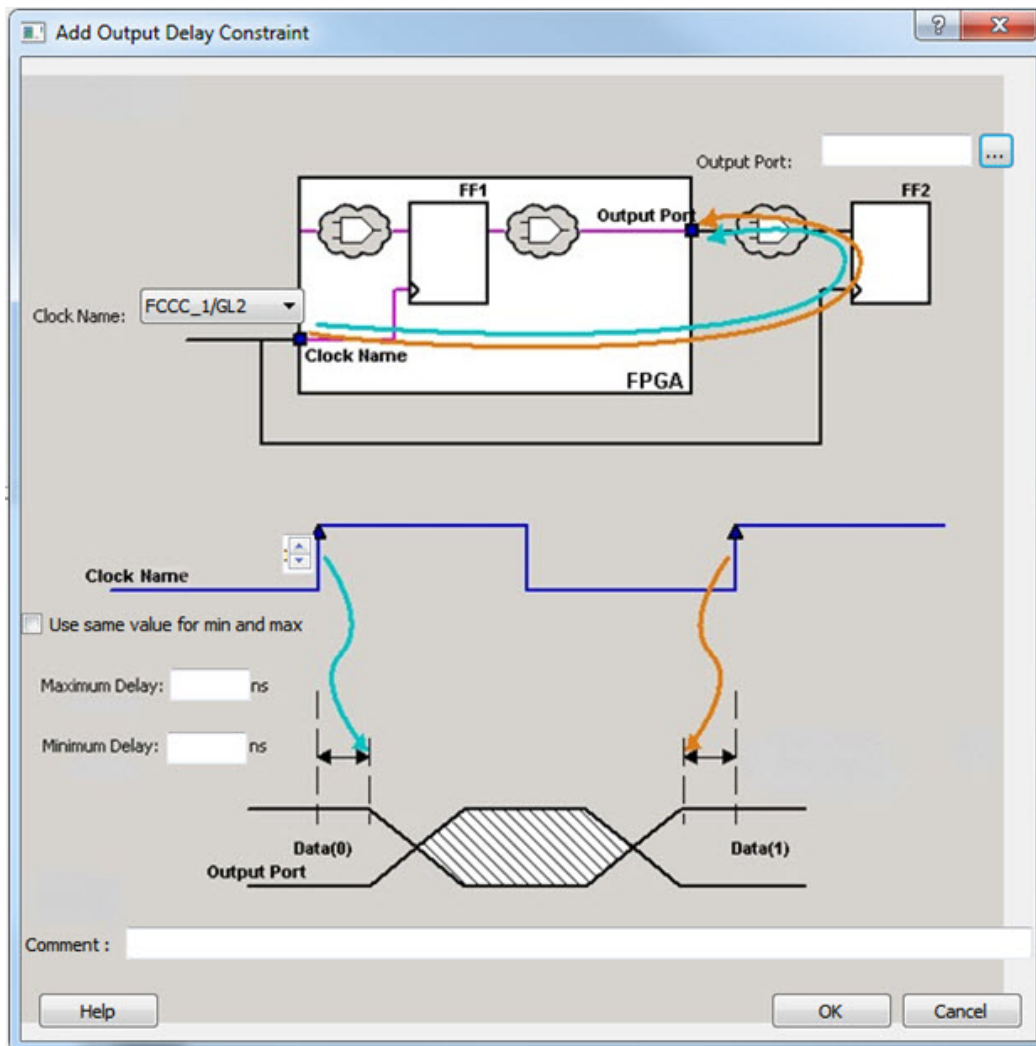 Add Output Delay Constraint
?
Output Port:
...
FF1
FF2
Output Port
Clock Name: FCCC_1/GL2
Clock Name
FPGA
Clock Name
Use same value for min and max
Maximum Delay: ns
Minimum Delay: ns
Data(0)
Data(1)
Output Port
Comment :
Help
OK
Cancel